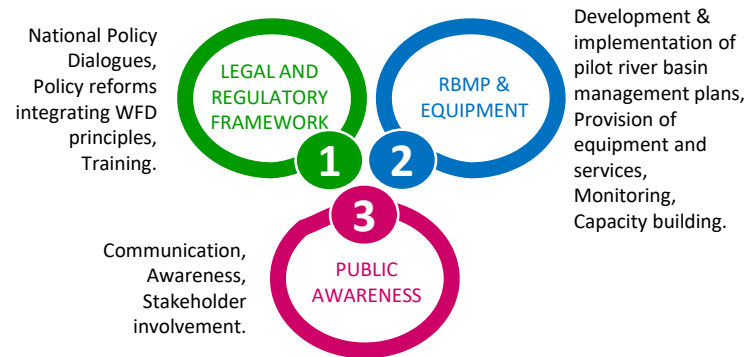 National Policy
Dialogues,
Policy reforms
integrating WFD
principles,
Training.
LEGAL AND
REGULATORY
FRAMEWORK
1
RBMP &
EQUIPMENT
2
Development &
implementation of
pilot river basin
management plans,
Provision of
equipment and
services,
Monitoring,
Capacity building.
3
PUBLIC
AWARENESS
Communication,
Awareness,
Stakeholder
involvement.